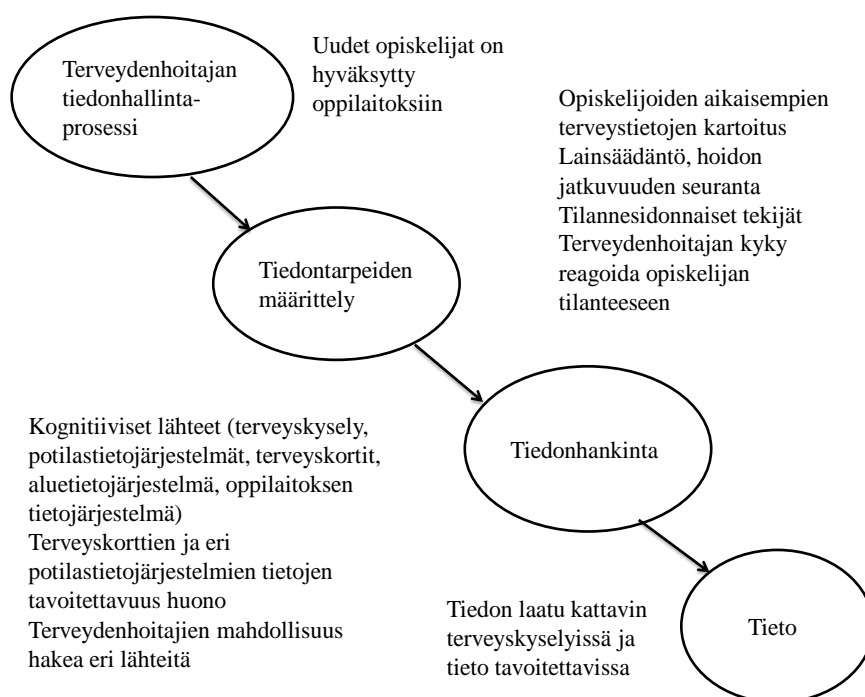 Terveydenhoitajan
tiedonhallinta-
prosessi
Uudet opiskelijat on
hyväksytty
oppilaitoksiin
Opiskelijoiden aikaisempien
terveystietojen kartoitus
Lainsäädäntö, hoidon
jatkuvuuden seuranta
Tilannesidonnaiset tekijät
Terveydenhoitajan kyky
reagoida opiskelijan
tilanteeseen
Tiedontarpeiden
määrittely
Tiedonhankinta
Kognitiiviset lähteet (terveyskysely,
potilastietojärjestelmät, terveyskortit,
aluetietojärjestelmä, oppilaitoksen
tietojärjestelmä)
Terveyskorttien ja eri
potilastietojärjestelmien tietojen
tavoitettavuus huono
Terveydenhoitajien mahdollisuus
hakea eri lähteitä
Tiedon laatu kattavin
terveyskyselyissä ja
tieto tavoitettavissa
Tieto